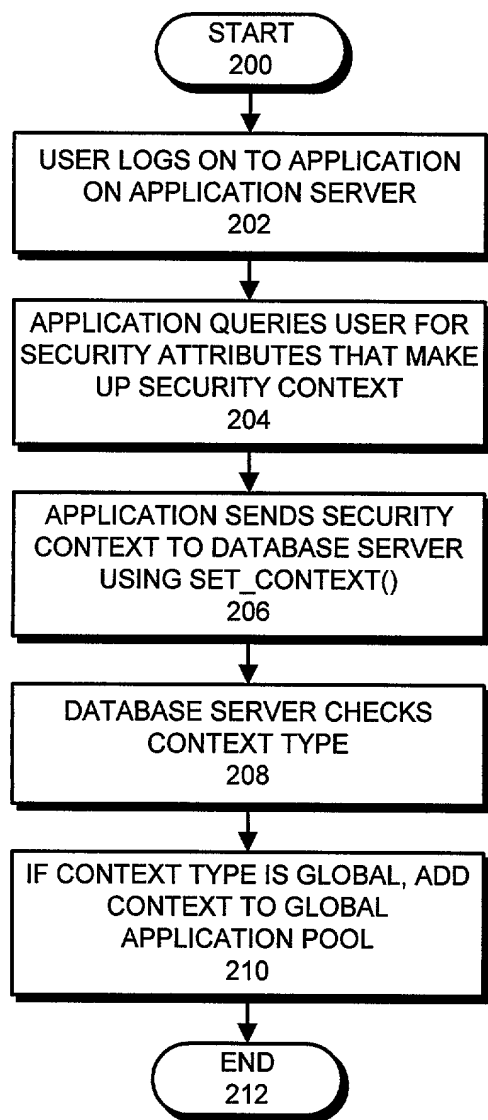 START
200
USER LOGS ON TO APPLICATION
ON APPLICATION SERVER
202
APPLICATION QUERIES USER FOR
SECURITY ATTRIBUTES THAT MAKE
UP SECURITY CONTEXT
204
APPLICATION SENDS SECURITY
CONTEXT TO DATABASE SERVER
USING SET_CONTEXT()
206
DATABASE SERVER CHECKS
CONTEXT TYPE
208
IF CONTEXT TYPE IS GLOBAL, ADD
CONTEXT TO GLOBAL
APPLICATION POOL
210
END
212